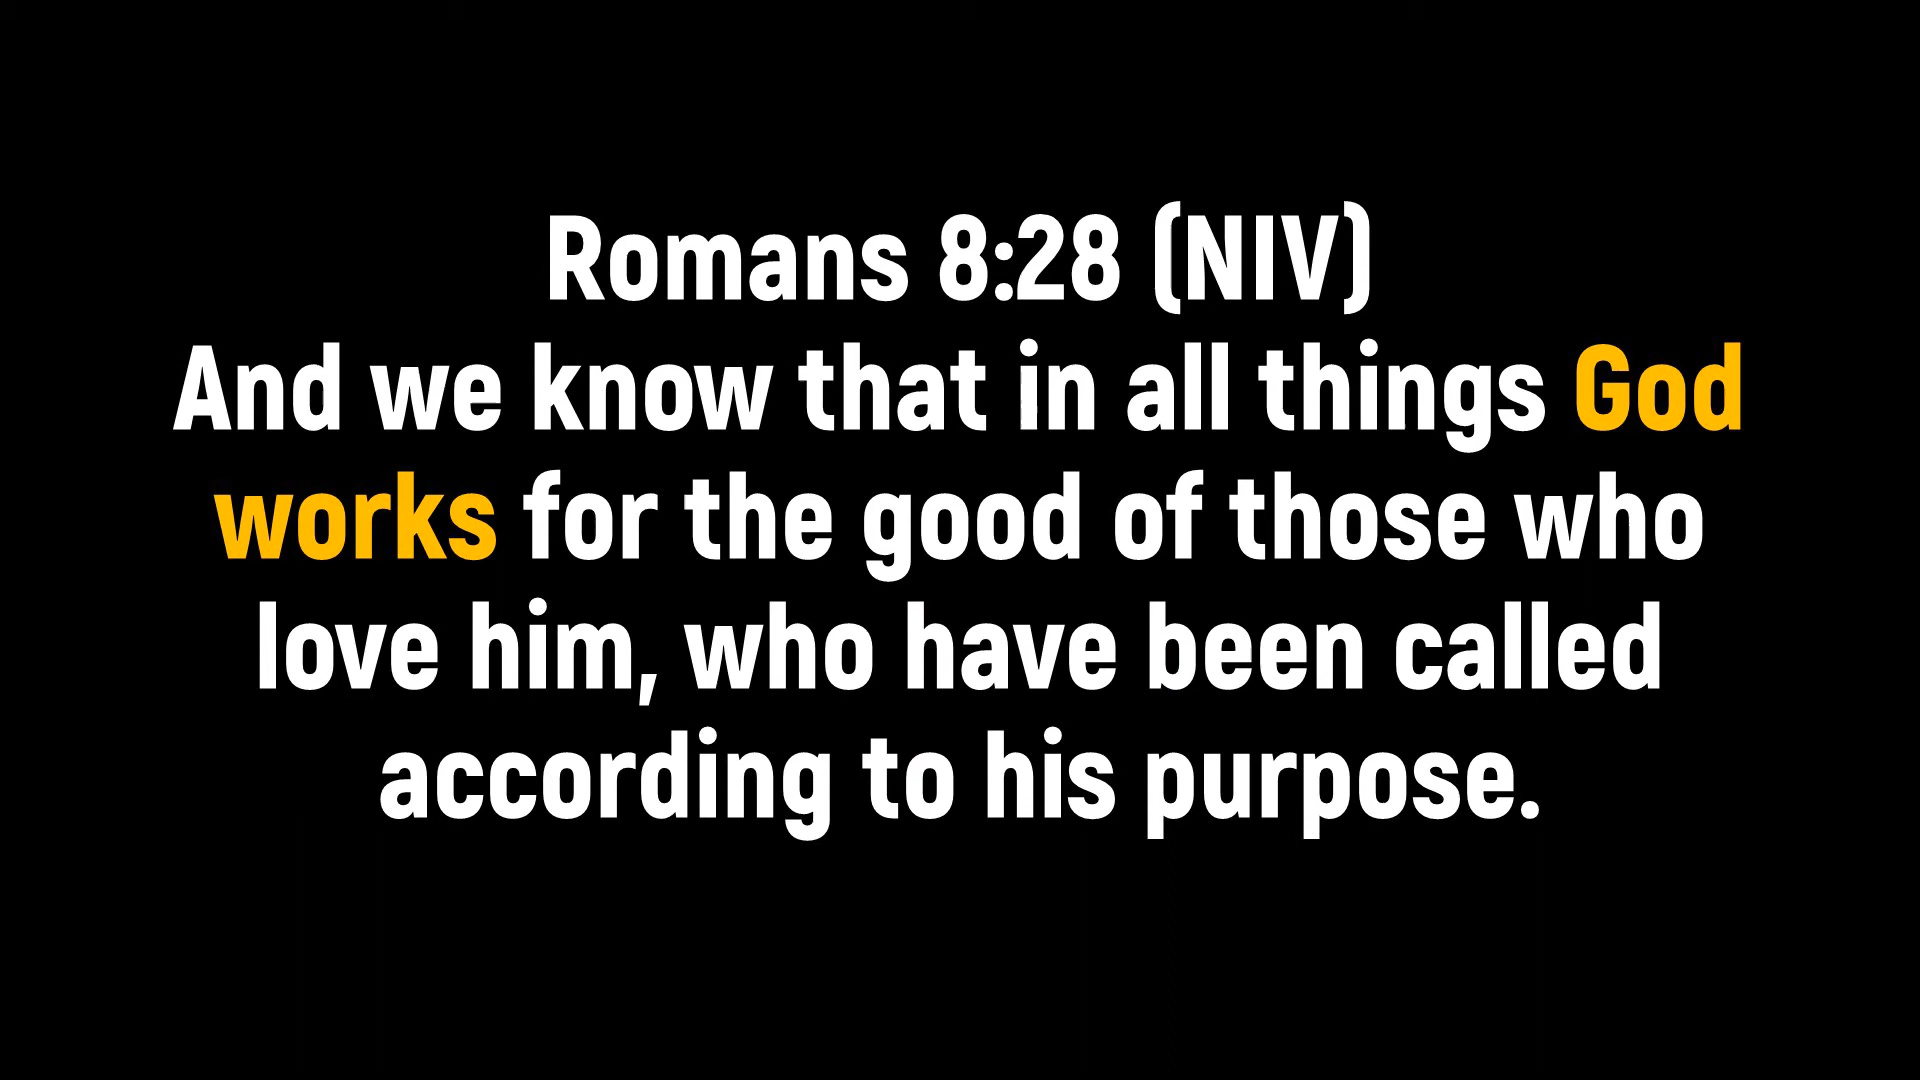 Romans 8:28 (NIV)
And we know that in all things God
works for the good of those who
love him, who have been called
according to his purpose.